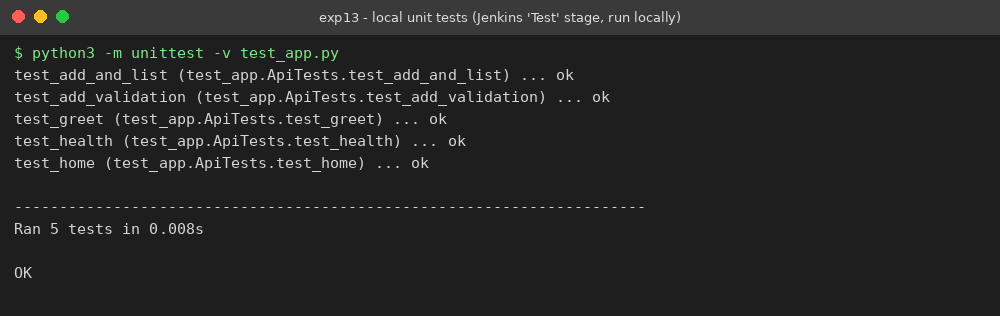 exp13 - local unit tests (Jenkins 'Test' stage, run locally)
$ python3 -m unittest -v test_app.py
test_add_and_list (test_app.ApiTests.test_add_and_list) ... ok
test_add_validation (test_app.ApiTests.test_add_validation) ... ok
test_greet (test_app.ApiTests.test_greet) ... ok
test_health (test_app.ApiTests.test_health) ... ok
test_home (test_app.ApiTests.test_home) ... ok
----------------------------------------------------------------------
Ran 5 tests in 0.008s
OK